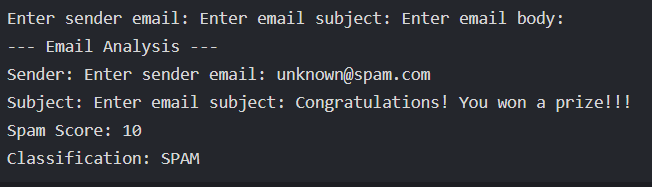 Enter sender email: Enter email subject: Enter email body:
--- Email Analysis ---
Sender: Enter sender email: unknown@spam.com
Subject: Enter email subject: Congratulations! You won a prize!!!
Spam Score: 10
Classification: SPAM